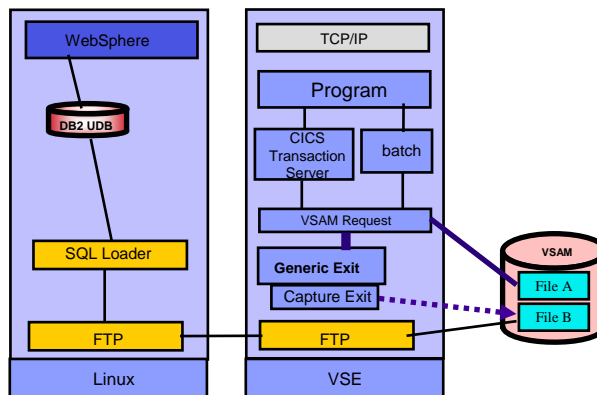 WebSphere
DB2 UDB
SQL Loader
FTP
Linux
TCP/IP
Program
CICS
Transaction
Server
batch
VSAM Request
Generic Exit
Capture Exit
FTP
VSE
VSAM
File A
File B